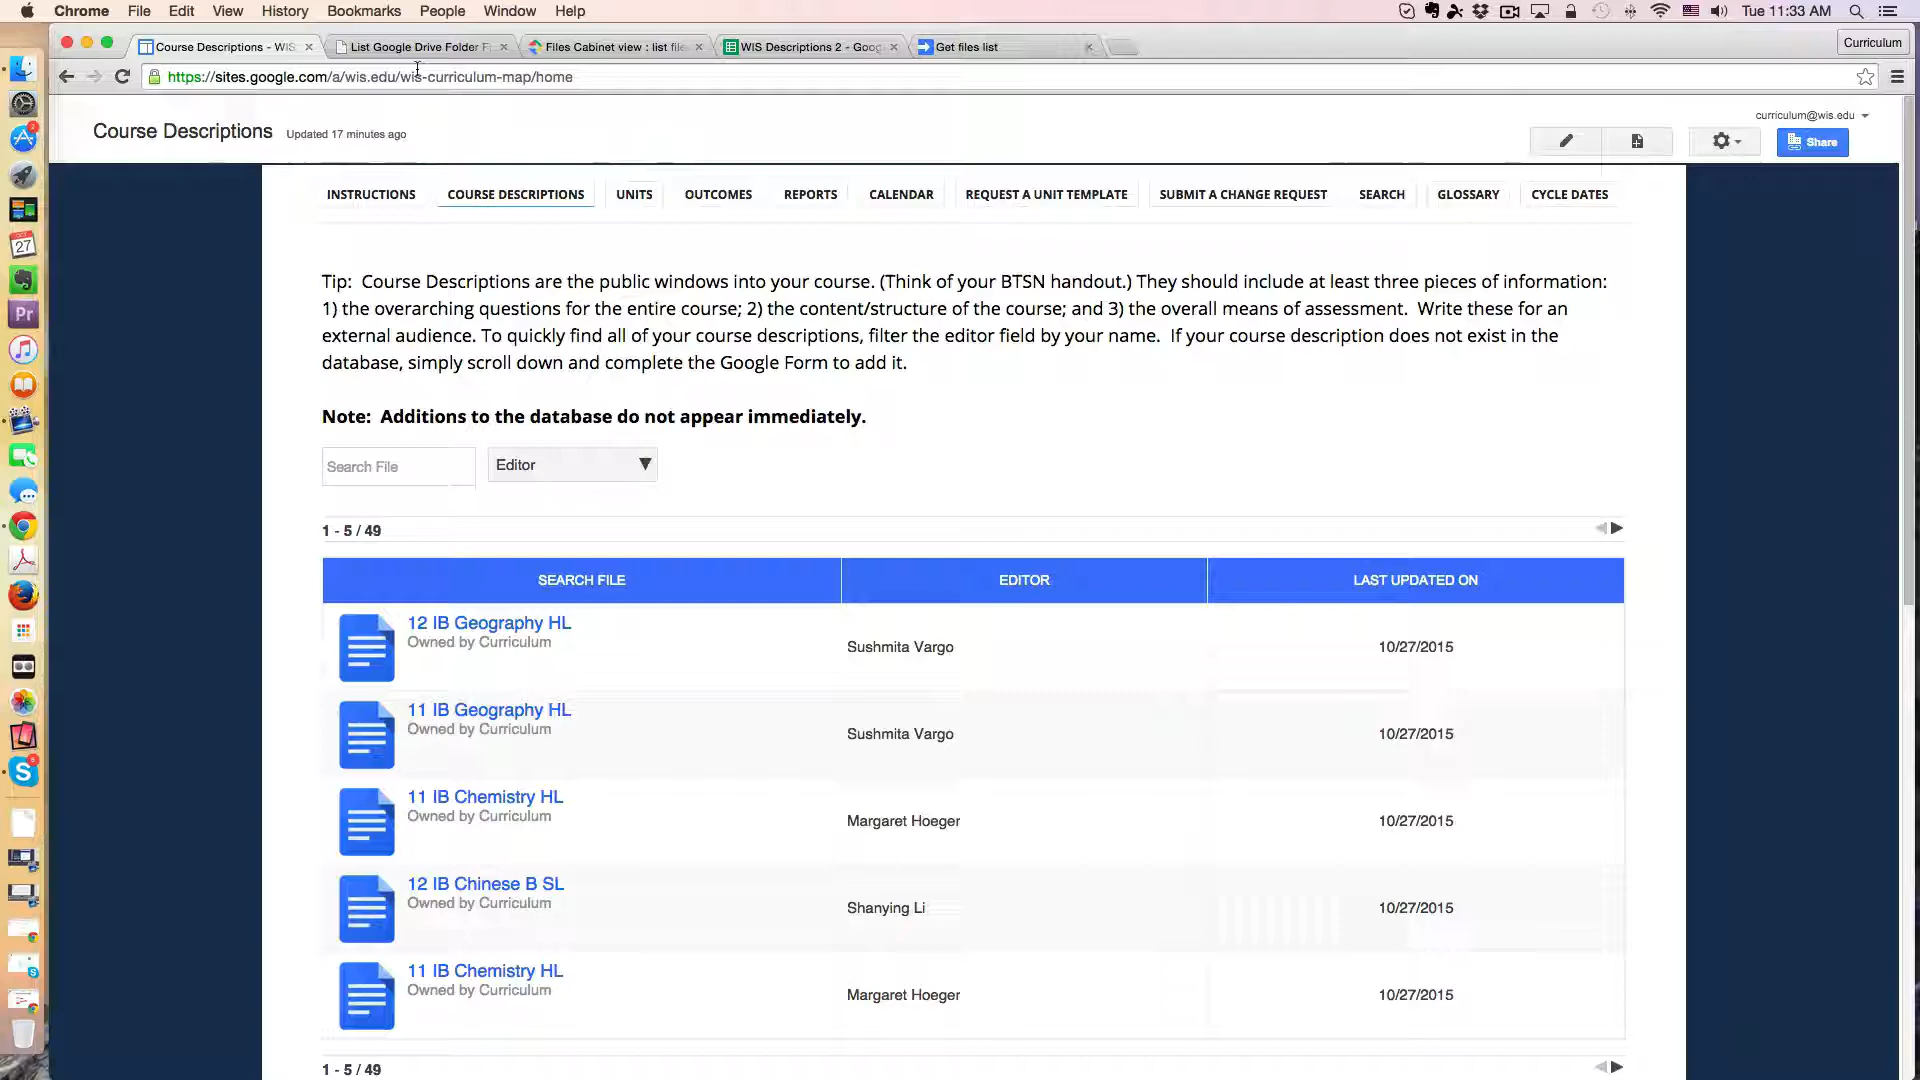 Chrome File Edit View History Bookmarks People Window Help
Tue 11:33 AM
Course Descriptions - WIS
List Google Drive Folder F
Files Cabinet view : list file
WIS Descriptions 2 - Goog
Get files list
Curriculum
https://sites.google.com/a/wis.edu/wis-curriculum-map/home
curriculum@wis.edu
Course Descriptions Updated 17 minutes ago
Share
INSTRUCTIONS COURSE DESCRIPTIONS UNITS OUTCOMES REPORTS CALENDAR REQUEST A UNIT TEMPLATE SUBMIT A CHANGE REQUEST SEARCH GLOSSARY CYCLE DATES
Tip: Course Descriptions are the public windows into your course. (Think of your BTSN handout.) They should include at least three pieces of information:
1) the overarching questions for the entire course; 2) the content/structure of the course; and 3) the overall means of assessment. Write these for an
external audience. To quickly find all of your course descriptions, filter the editor field by your name. If your course description does not exist in the
database, simply scroll down and complete the Google Form to add it.
Note: Additions to the database do not appear immediately.
Search File Editor
1 - 5 / 49
SEARCH FILE EDITOR LAST UPDATED ON
12 IB Geography HL
Owned by Curriculum
Sushmita Vargo 10/27/2015
11 IB Geography HL
Owned by Curriculum
Sushmita Vargo 10/27/2015
11 IB Chemistry HL
Owned by Curriculum
Margaret Hoeger 10/27/2015
12 IB Chinese B SL
Owned by Curriculum
Shanying Li 10/27/2015
11 IB Chemistry HL
Owned by Curriculum
Margaret Hoeger 10/27/2015
1 - 5 / 49
27
Pr